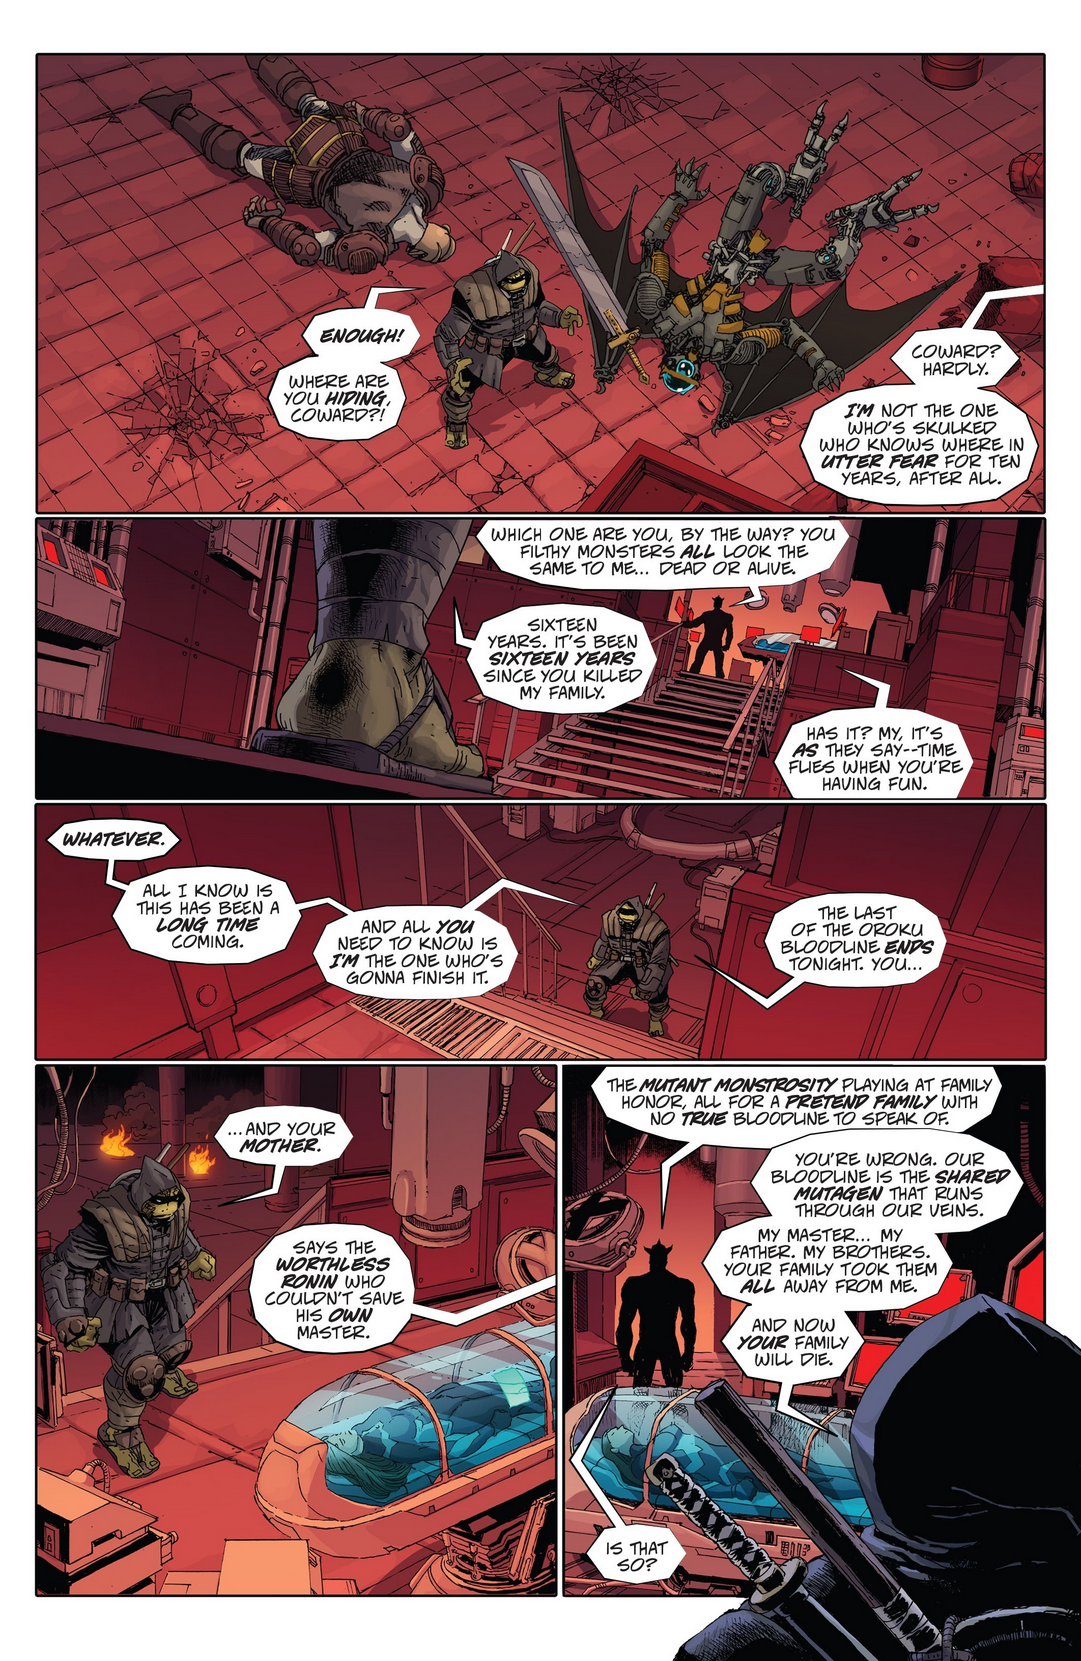 ENOUGH!
WHERE ARE
YOU HIDING,
COWARD?!
COWARD?
HARDLY.
I'M NOT THE ONE
WHO'S SKULKED
WHO KNOWS WHERE IN
UTTER FEAR FOR TEN
YEARS, AFTER ALL.
WHICH ONE ARE YOU, BY THE WAY? YOU
FILTHY MONSTERS ALL LOOK THE
SAME TO ME... DEAD OR ALIVE.
SIXTEEN
YEARS. IT'S BEEN
SIXTEEN YEARS
SINCE YOU KILLED
MY FAMILY.
HAS IT? MY, IT'S
AS THEY SAY--TIME
FLIES WHEN YOU'RE
HAVING FUN.
WHATEVER.
ALL I KNOW IS
THIS HAS BEEN A
LONG TIME
COMING.
AND ALL YOU
NEED TO KNOW IS
I'M THE ONE WHO'S
GONNA FINISH IT.
THE LAST
OF THE OROKU
BLOODLINE ENDS
TONIGHT. YOU...
...AND YOUR
MOTHER.
SAYS THE
WORTHLESS
RONIN WHO
COULDN'T SAVE
HIS OWN
MASTER.
THE MUTANT MONSTROSITY PLAYING AT FAMILY
HONOR, ALL FOR A PRETEND FAMILY WITH
NO TRUE BLOODLINE TO SPEAK OF.
YOU'RE WRONG. OUR
BLOODLINE IS THE SHARED
MUTAGEN THAT RUNS
THROUGH OUR VEINS.
MY MASTER... MY
FATHER. MY BROTHERS.
YOUR FAMILY TOOK THEM
ALL AWAY FROM ME.
AND NOW
YOUR FAMILY
WILL DIE.
IS THAT
SO?